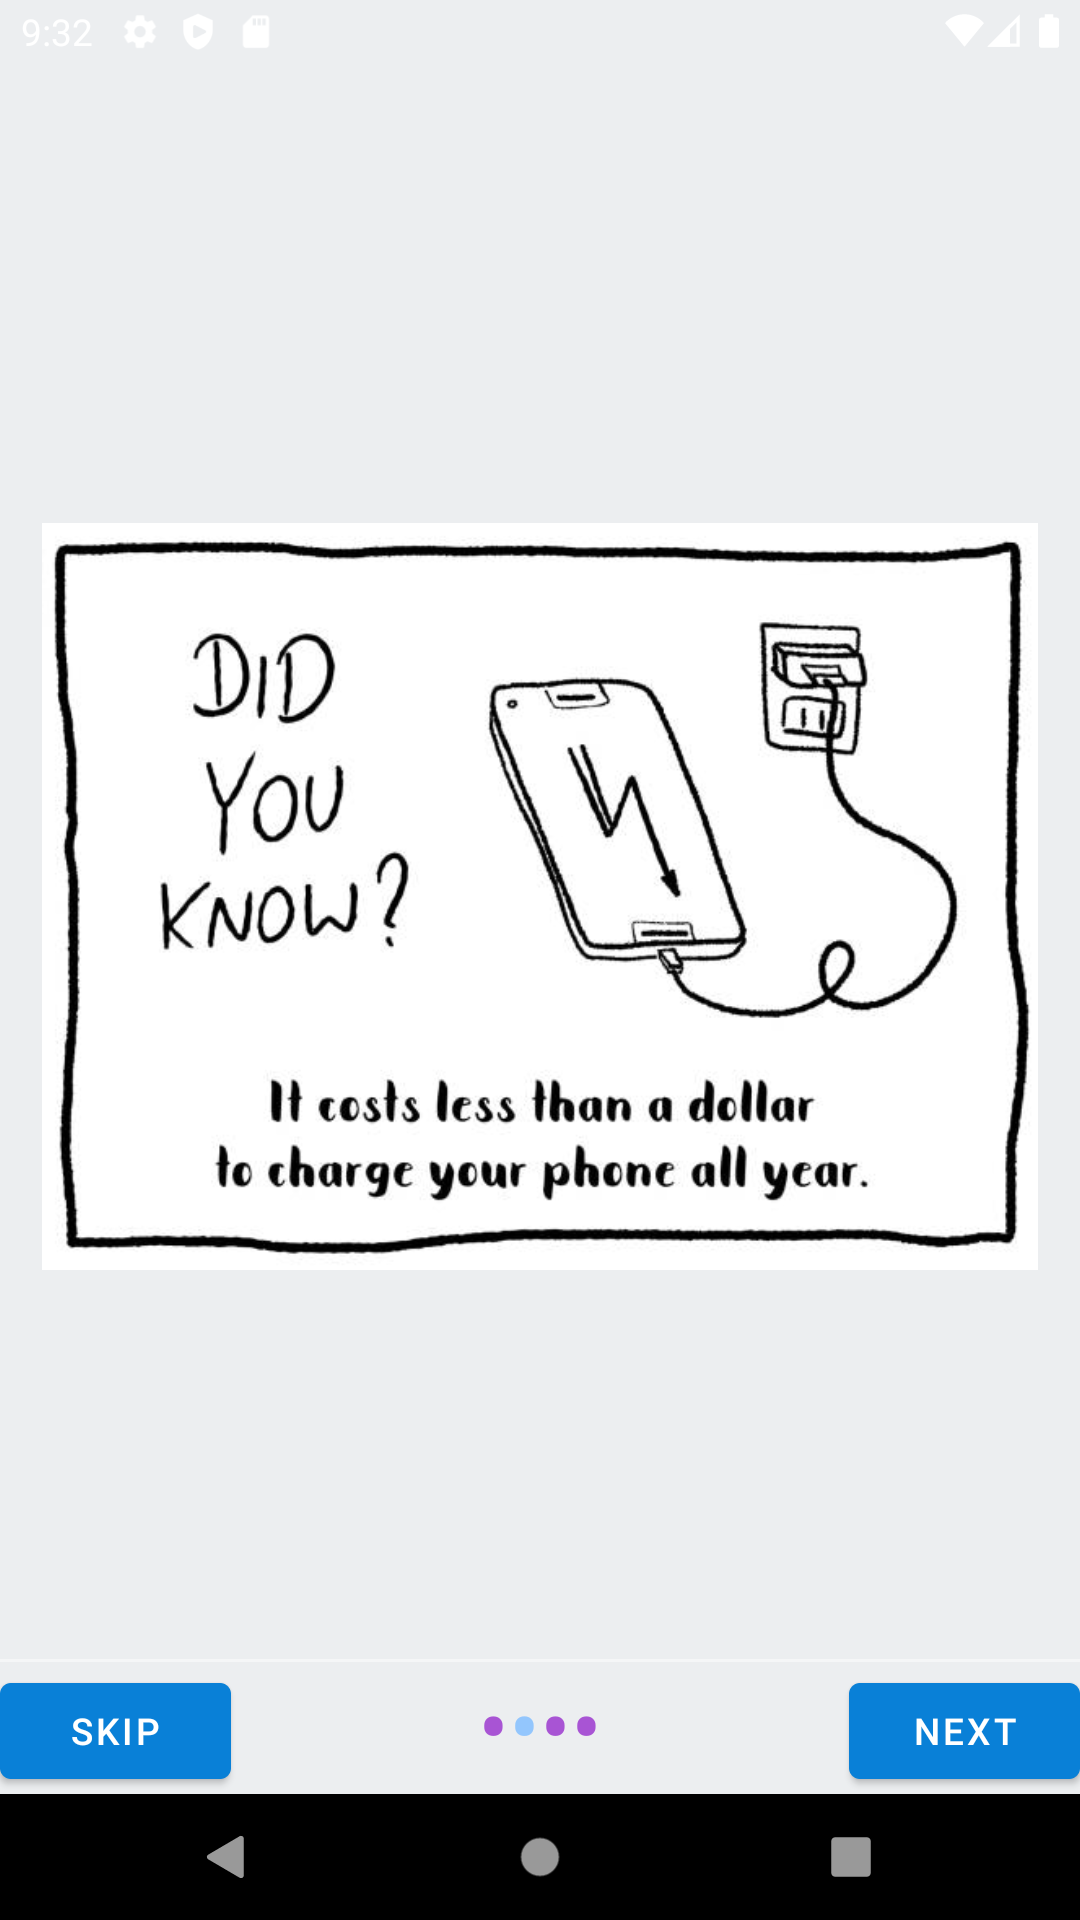 9:32
DID
YOU
KNOW?
It costs less than a dollar
to charge your phone all year.
SKIP
NEXT